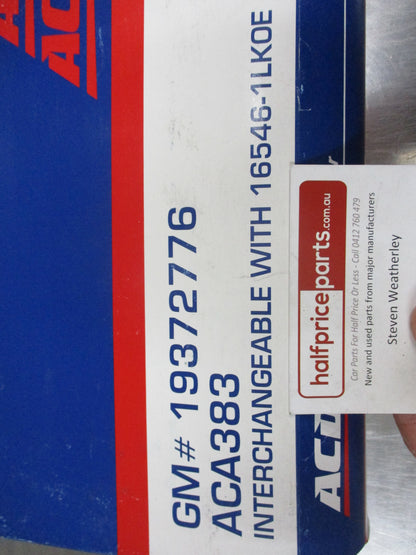 GM# 19372776
ACA383
INTERCHANGEABLE WITH 16546-1LK0E
halfpriceparts.com.au
Car Parts For Half Price Or Less - Call 0412 760 479
New and used parts from major manufacturers
Steven Weatherley